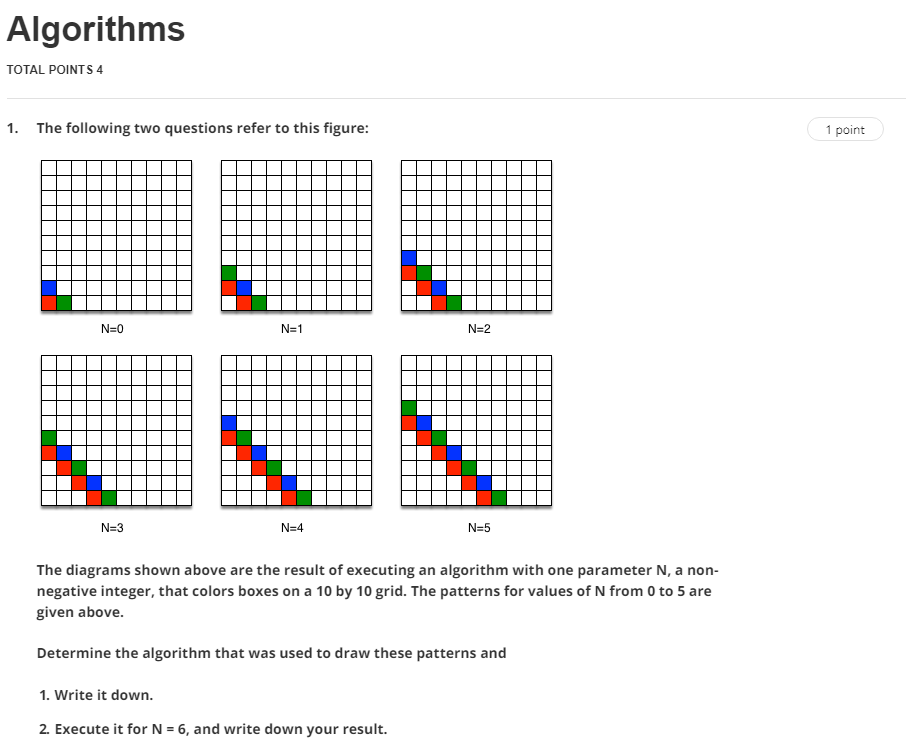 Algorithms
TOTAL POINTS 4
1. The following two questions refer to this figure:
1 point
N=0
N=1
N=2
N=3
N=4
N=5
The diagrams shown above are the result of executing an algorithm with one parameter N, a non-
negative integer, that colors boxes on a 10 by 10 grid. The patterns for values of N from 0 to 5 are
given above.
Determine the algorithm that was used to draw these patterns and
1. Write it down.
2. Execute it for N = 6, and write down your result.